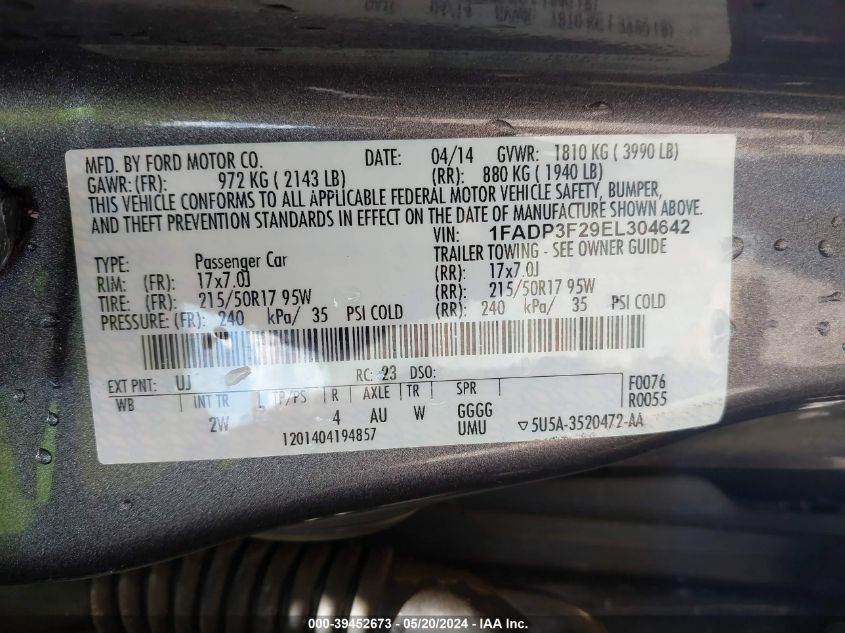 MFD. BY FORD MOTOR CO. DATE: 04/14 GVWR: 1810 KG ( 3990 LB)
GAWR: (FR): 972 KG ( 2143 LB) (RR): 880 KG ( 1940 LB)
THIS VEHICLE CONFORMS TO ALL APPLICABLE FEDERAL MOTOR VEHICLE SAFETY, BUMPER,
AND THEFT PREVENTION STANDARDS IN EFFECT ON THE DATE OF MANUFACTURE SHOWN ABOVE.
VIN: 1FADP3F29EL304642
TYPE: Passenger Car TRAILER TOWING - SEE OWNER GUIDE
RIM: (FR): 17x7.0J (RR): 17x7.0J
TIRE: (FR): 215/50R17 95W (RR): 215/50R17 95W
PRESSURE: (FR): 240 kPa/ 35 PSI COLD (RR): 240 kPa/ 35 PSI COLD
EXT PNT: UJ RC: 23 DSO:
WB INT TR TP/PS R AXLE TR SPR F0076
2W 4 AU W GGGG R0055
UMU ▽5U5A-3520472-AA
1201404194857
000-39452673 - 05/20/2024 - IAA Inc.